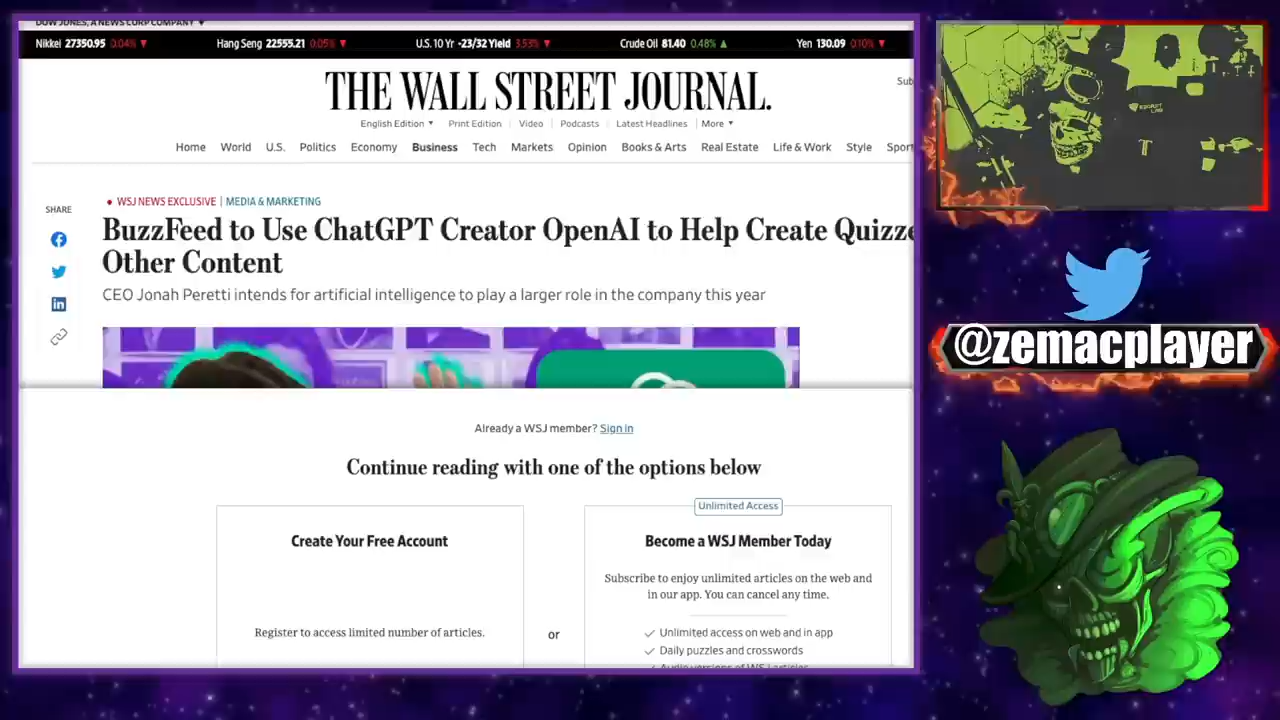 DOW JONES, A NEWS CORP COMPANY
Nikkei 27350.95 0.04% Hang Seng 22555.21 0.05% U.S. 10 Yr -23/32 Yield 3.53% Crude Oil 81.40 0.48% Yen 130.09 0.10%
THE WALL STREET JOURNAL.
Sub
English Edition Print Edition Video Podcasts Latest Headlines More
Home World U.S. Politics Economy Business Tech Markets Opinion Books & Arts Real Estate Life & Work Style Sport
SHARE
WSJ NEWS EXCLUSIVE | MEDIA & MARKETING
BuzzFeed to Use ChatGPT Creator OpenAI to Help Create Quizze
Other Content
CEO Jonah Peretti intends for artificial intelligence to play a larger role in the company this year
Already a WSJ member? Sign in
Continue reading with one of the options below
Create Your Free Account
Register to access limited number of articles.
or
Unlimited Access
Become a WSJ Member Today
Subscribe to enjoy unlimited articles on the web and
in our app. You can cancel any time.
Unlimited access on web and in app
Daily puzzles and crosswords
Audio versions of WSJ articles
@zemacplayer